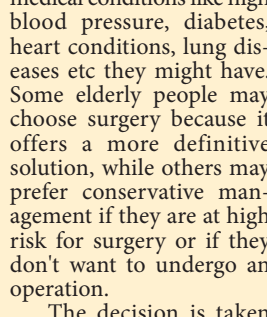 medical conditions like high
blood pressure, diabetes,
heart conditions, lung dis-
eases etc they might have.
Some elderly people may
choose surgery because it
offers a more definitive
solution, while others may
prefer conservative man-
agement if they are at high
risk for surgery or if they
don't want to undergo an
operation.
The decision is taken